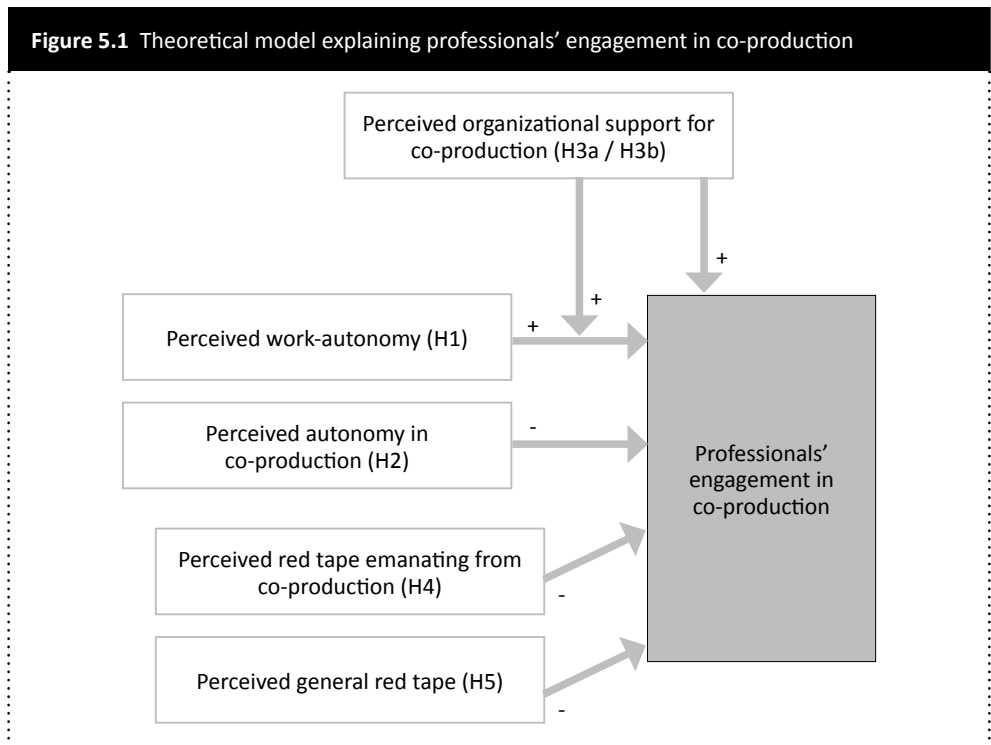 Figure 5.1 Theoretical model explaining professionals’ engagement in co-production
Perceived organizational support for
co-production (H3a / H3b)
+
+
+
Perceived work-autonomy (H1)
-
Perceived autonomy in
co-production (H2)
Professionals’
engagement in
co-production
Perceived red tape emanating from
co-production (H4)
-
Perceived general red tape (H5)
-